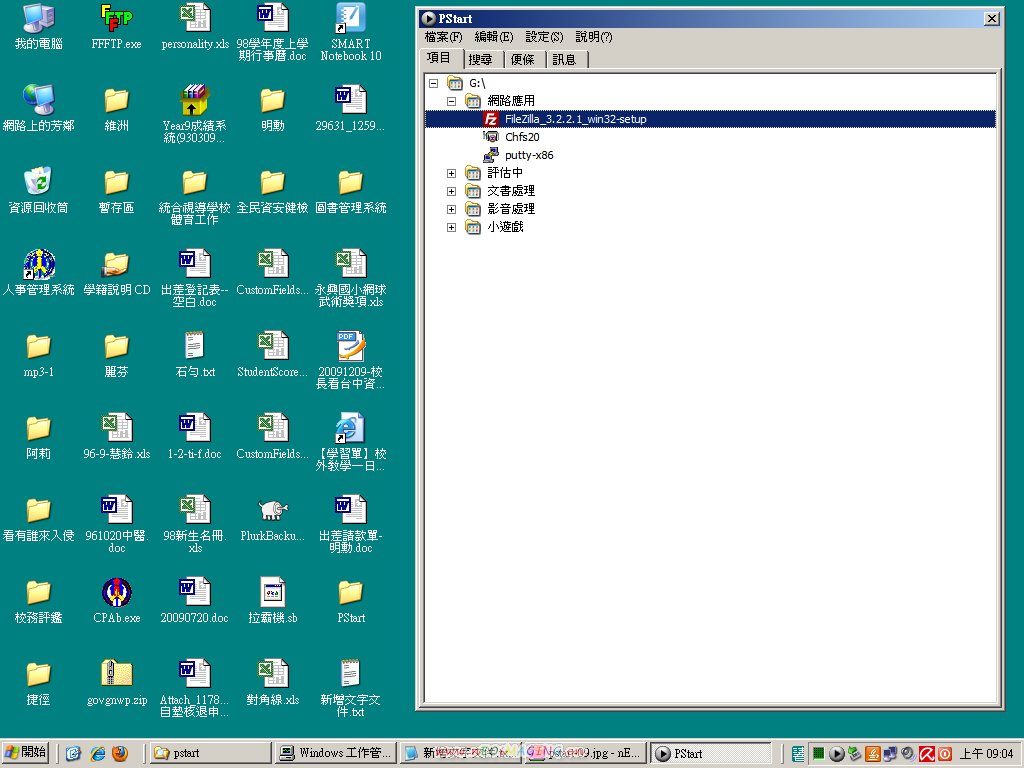 我的電腦
FFFTP.exe
personality.xls
98學年度上學
期行事曆.doc
SMART
Notebook 10
網路上的芳鄰
維洲
Year9成績系
統(930309...
明勳
29631_1259...
資源回收筒
暫存區
統合視導學校
體育工作
全民資安健檢
圖書管理系統
人事管理系統
學籍說明 CD
出差登記表--
空白.doc
CustomFields...
永興國小網球
武術獎項.xls
mp3-1
麗芬
石勻.txt
StudentScore...
20091209-校
長看台中資...
阿莉
96-9-慧鈴.xls
1-2-ti-f.doc
CustomFields...
【學習單】校
外教學一日...
看有誰來入侵
961020中醫.
doc
98新生名冊.
xls
PlurkBacku...
出差請款單-
明勳.doc
校務評鑑
CPAb.exe
20090720.doc
拉霸機.sb
PStart
捷徑
govgnwp.zip
Attach_1178...
自墊核退申...
對角線.xls
新增文字文
件.txt
PStart
檔案(F) 編輯(E) 設定(S) 說明(?)
項目 搜尋 便條 訊息
G:\
網路應用
FileZilla_3.2.2.1_win32-setup
Chfs20
putty-x86
評估中
文書處理
影音處理
小遊戲
開始
pstart
Windows 工作管...
pstart09.jpg - nE...
PStart
上午 09:04